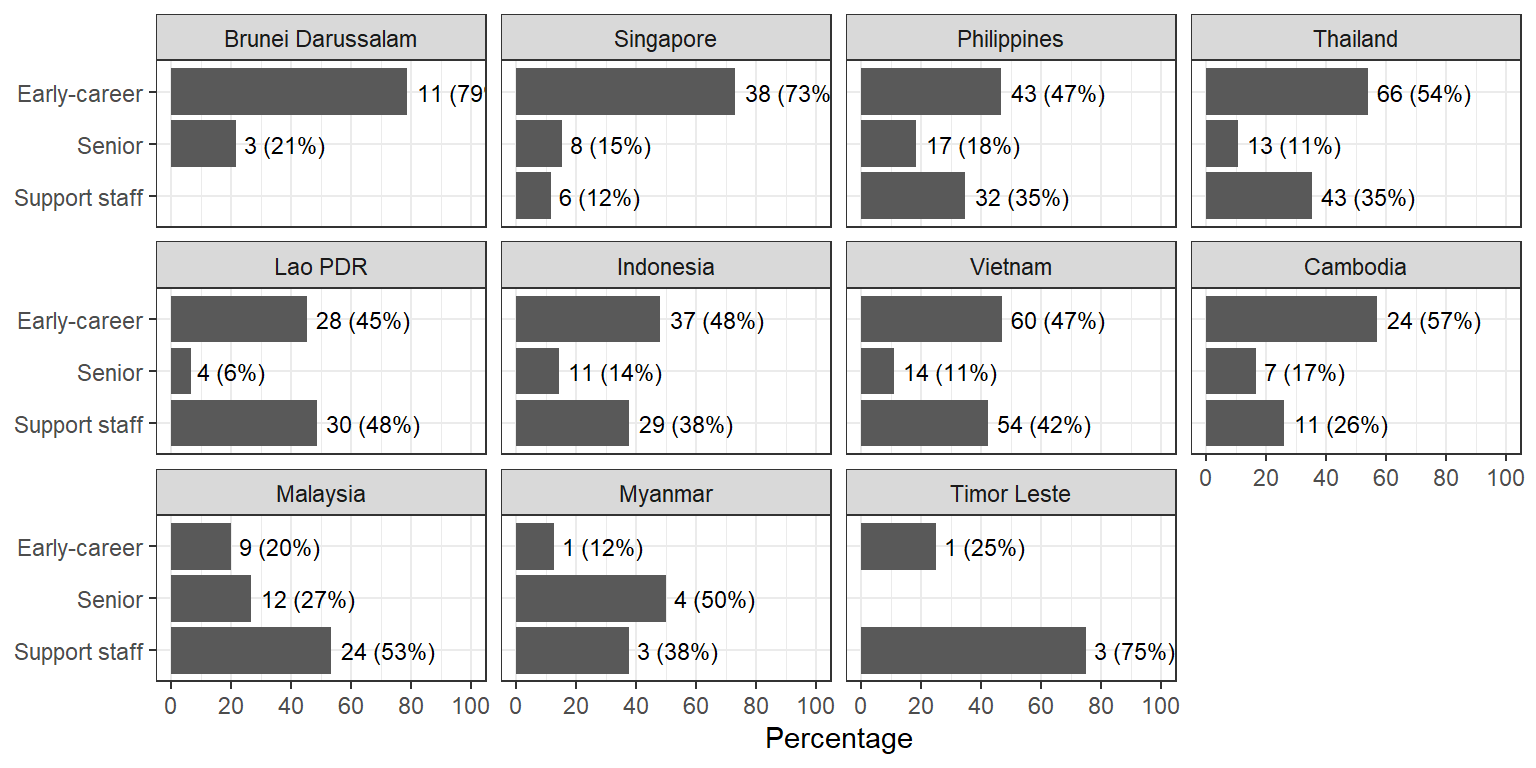 Brunei Darussalam Singapore Philippines Thailand
Early-career 11 (79% 38 (73% 43 (47%) 66 (54%)
Senior 3 (21%) 8 (15%) 17 (18%) 13 (11%)
Support staff 6 (12%) 32 (35%) 43 (35%)
Lao PDR Indonesia Vietnam Cambodia
Early-career 28 (45%) 37 (48%) 60 (47%) 24 (57%)
Senior 4 (6%) 11 (14%) 14 (11%) 7 (17%)
Support staff 30 (48%) 29 (38%) 54 (42%) 11 (26%)
0 20 40 60 80 100
Malaysia Myanmar Timor Leste
Early-career 9 (20%) 1 (12%) 1 (25%)
Senior 12 (27%) 4 (50%)
Support staff 24 (53%) 3 (38%) 3 (75%)
0 20 40 60 80 100 0 20 40 60 80 100 0 20 40 60 80 100
Percentage